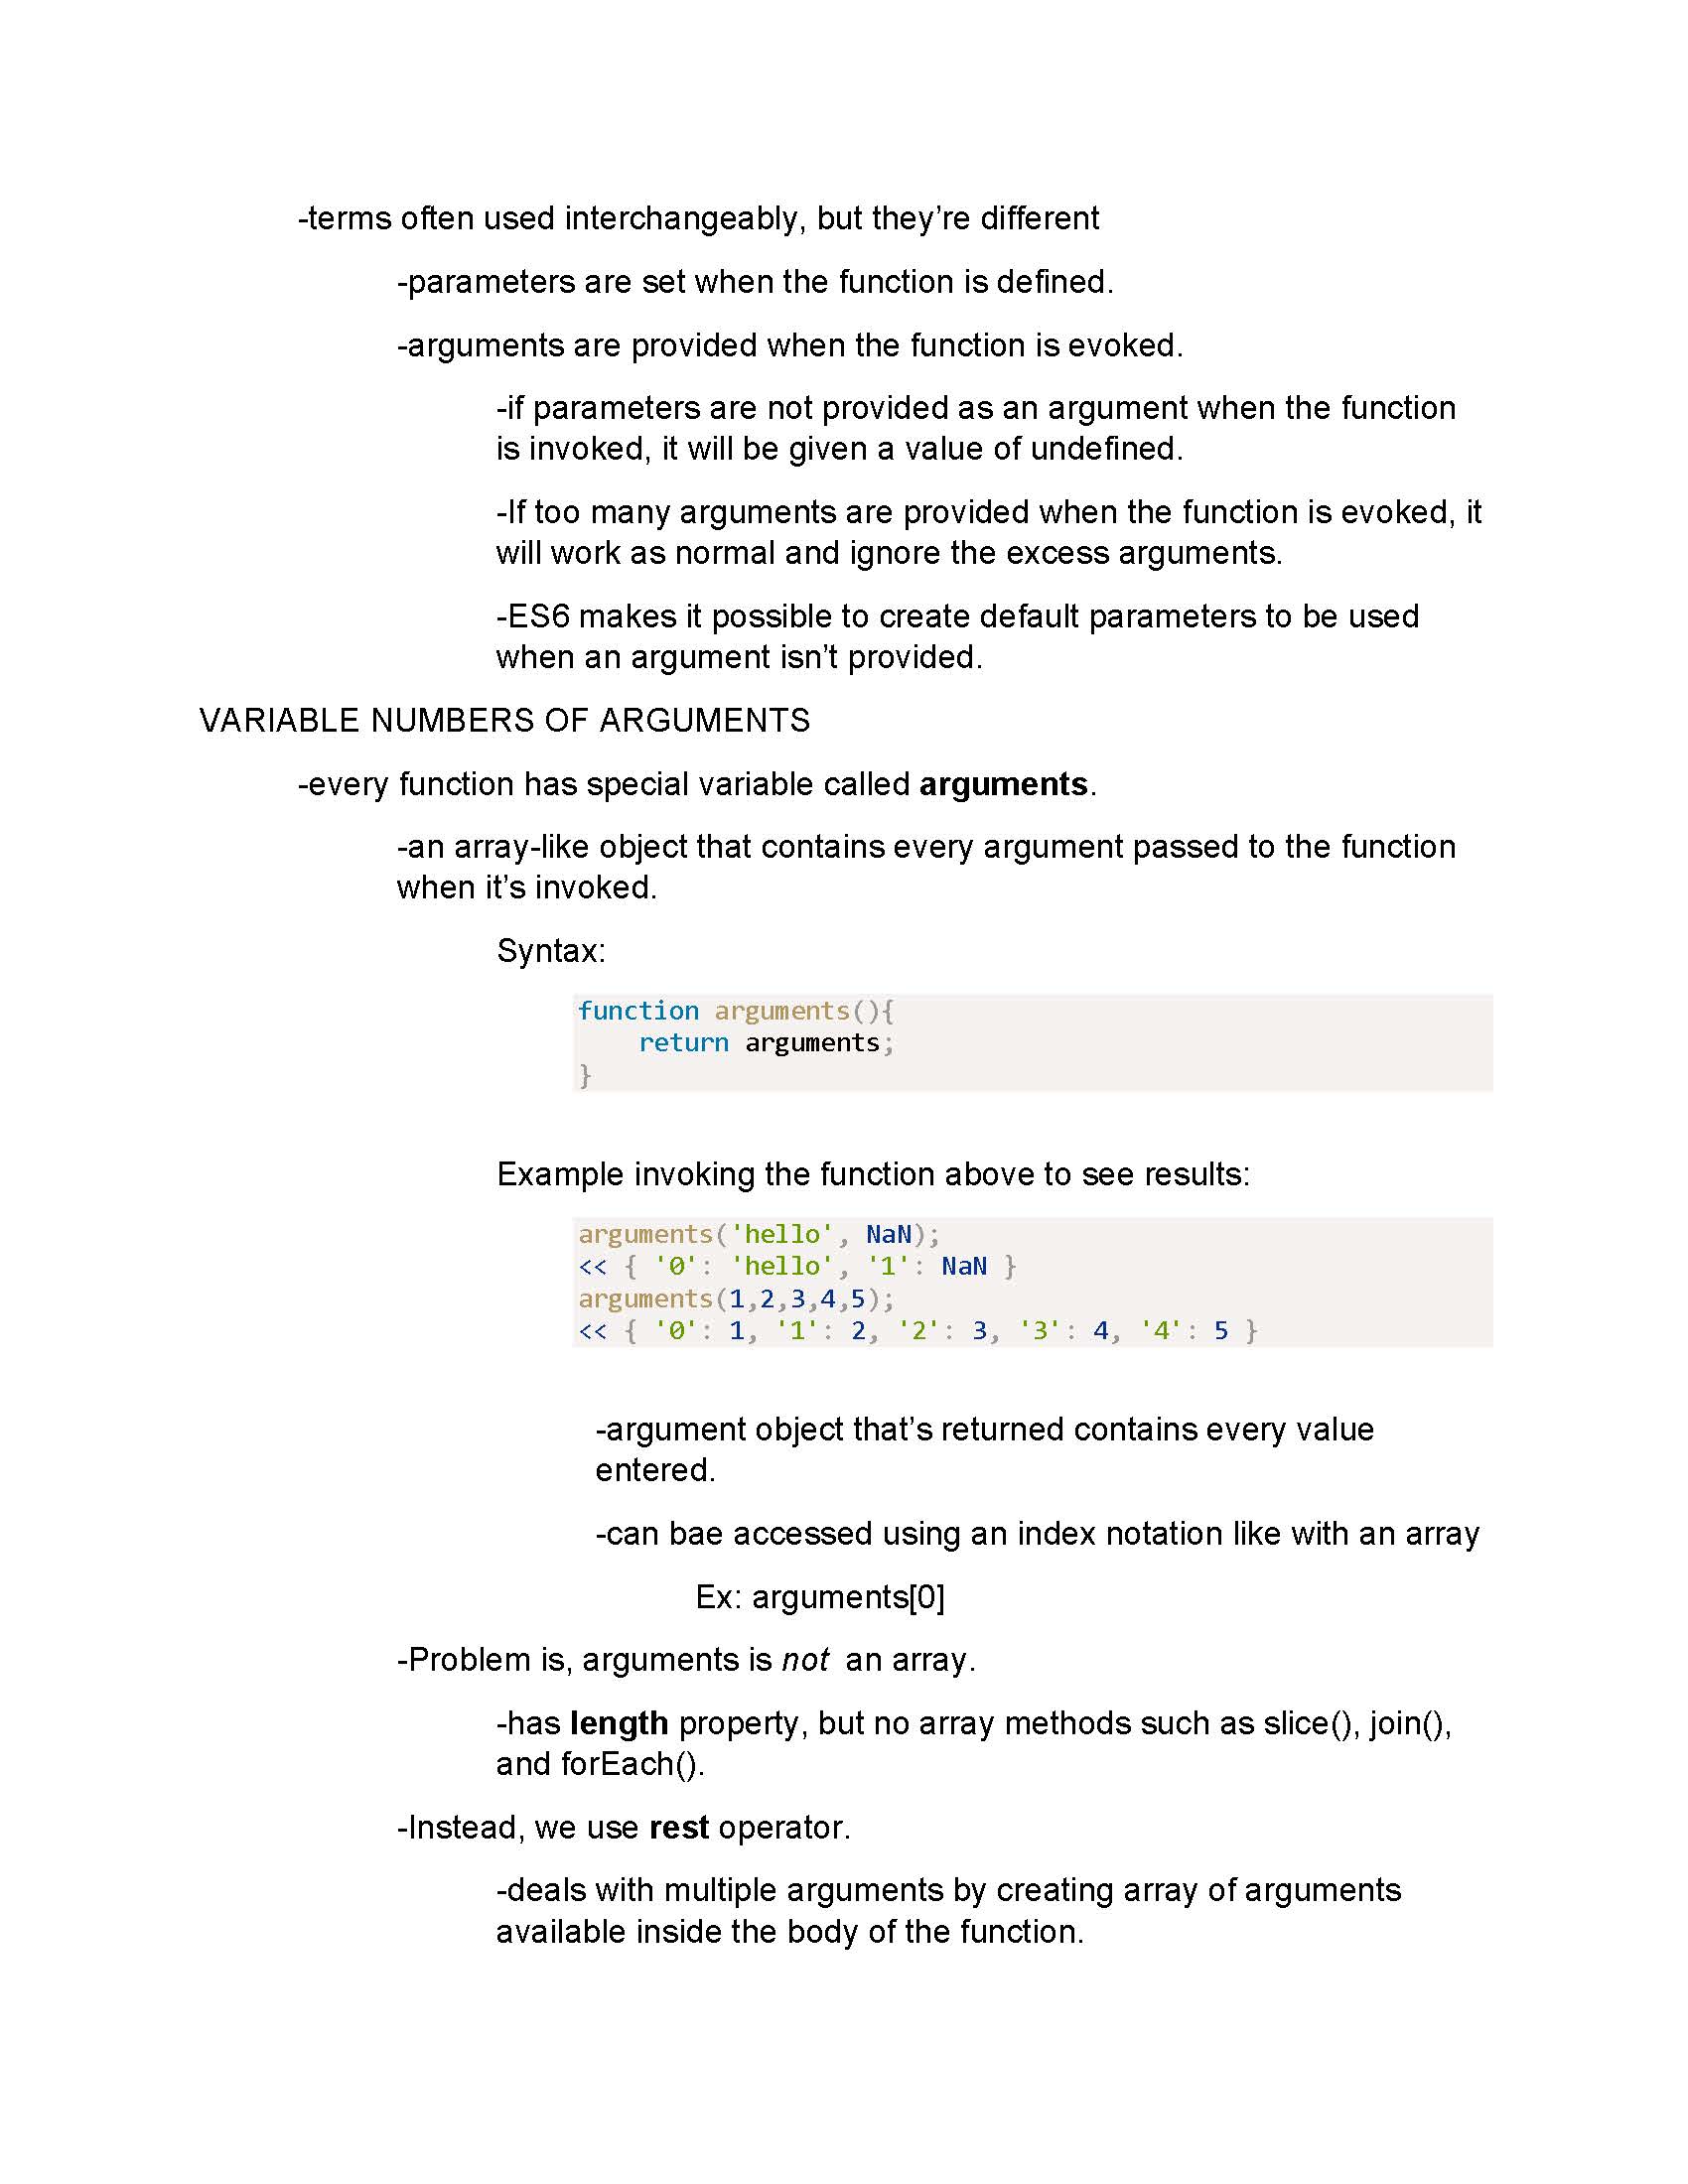 -terms often used interchangeably, but they’re different
-parameters are set when the function is defined.
-arguments are provided when the function is evoked.
-if parameters are not provided as an argument when the function
is invoked, it will be given a value of undefined.
-If too many arguments are provided when the function is evoked, it
will work as normal and ignore the excess arguments.
-ES6 makes it possible to create default parameters to be used
when an argument isn’t provided.
VARIABLE NUMBERS OF ARGUMENTS
-every function has special variable called arguments.
-an array-like object that contains every argument passed to the function
when it’s invoked.
Syntax:
function arguments(){
    return arguments;
}
Example invoking the function above to see results:
arguments('hello', NaN);
<< { '0': 'hello', '1': NaN }
arguments(1,2,3,4,5);
<< { '0': 1, '1': 2, '2': 3, '3': 4, '4': 5 }
-argument object that’s returned contains every value
entered.
-can bae accessed using an index notation like with an array
Ex: arguments[0]
-Problem is, arguments is not  an array.
-has length property, but no array methods such as slice(), join(),
and forEach().
-Instead, we use rest operator.
-deals with multiple arguments by creating array of arguments
available inside the body of the function.